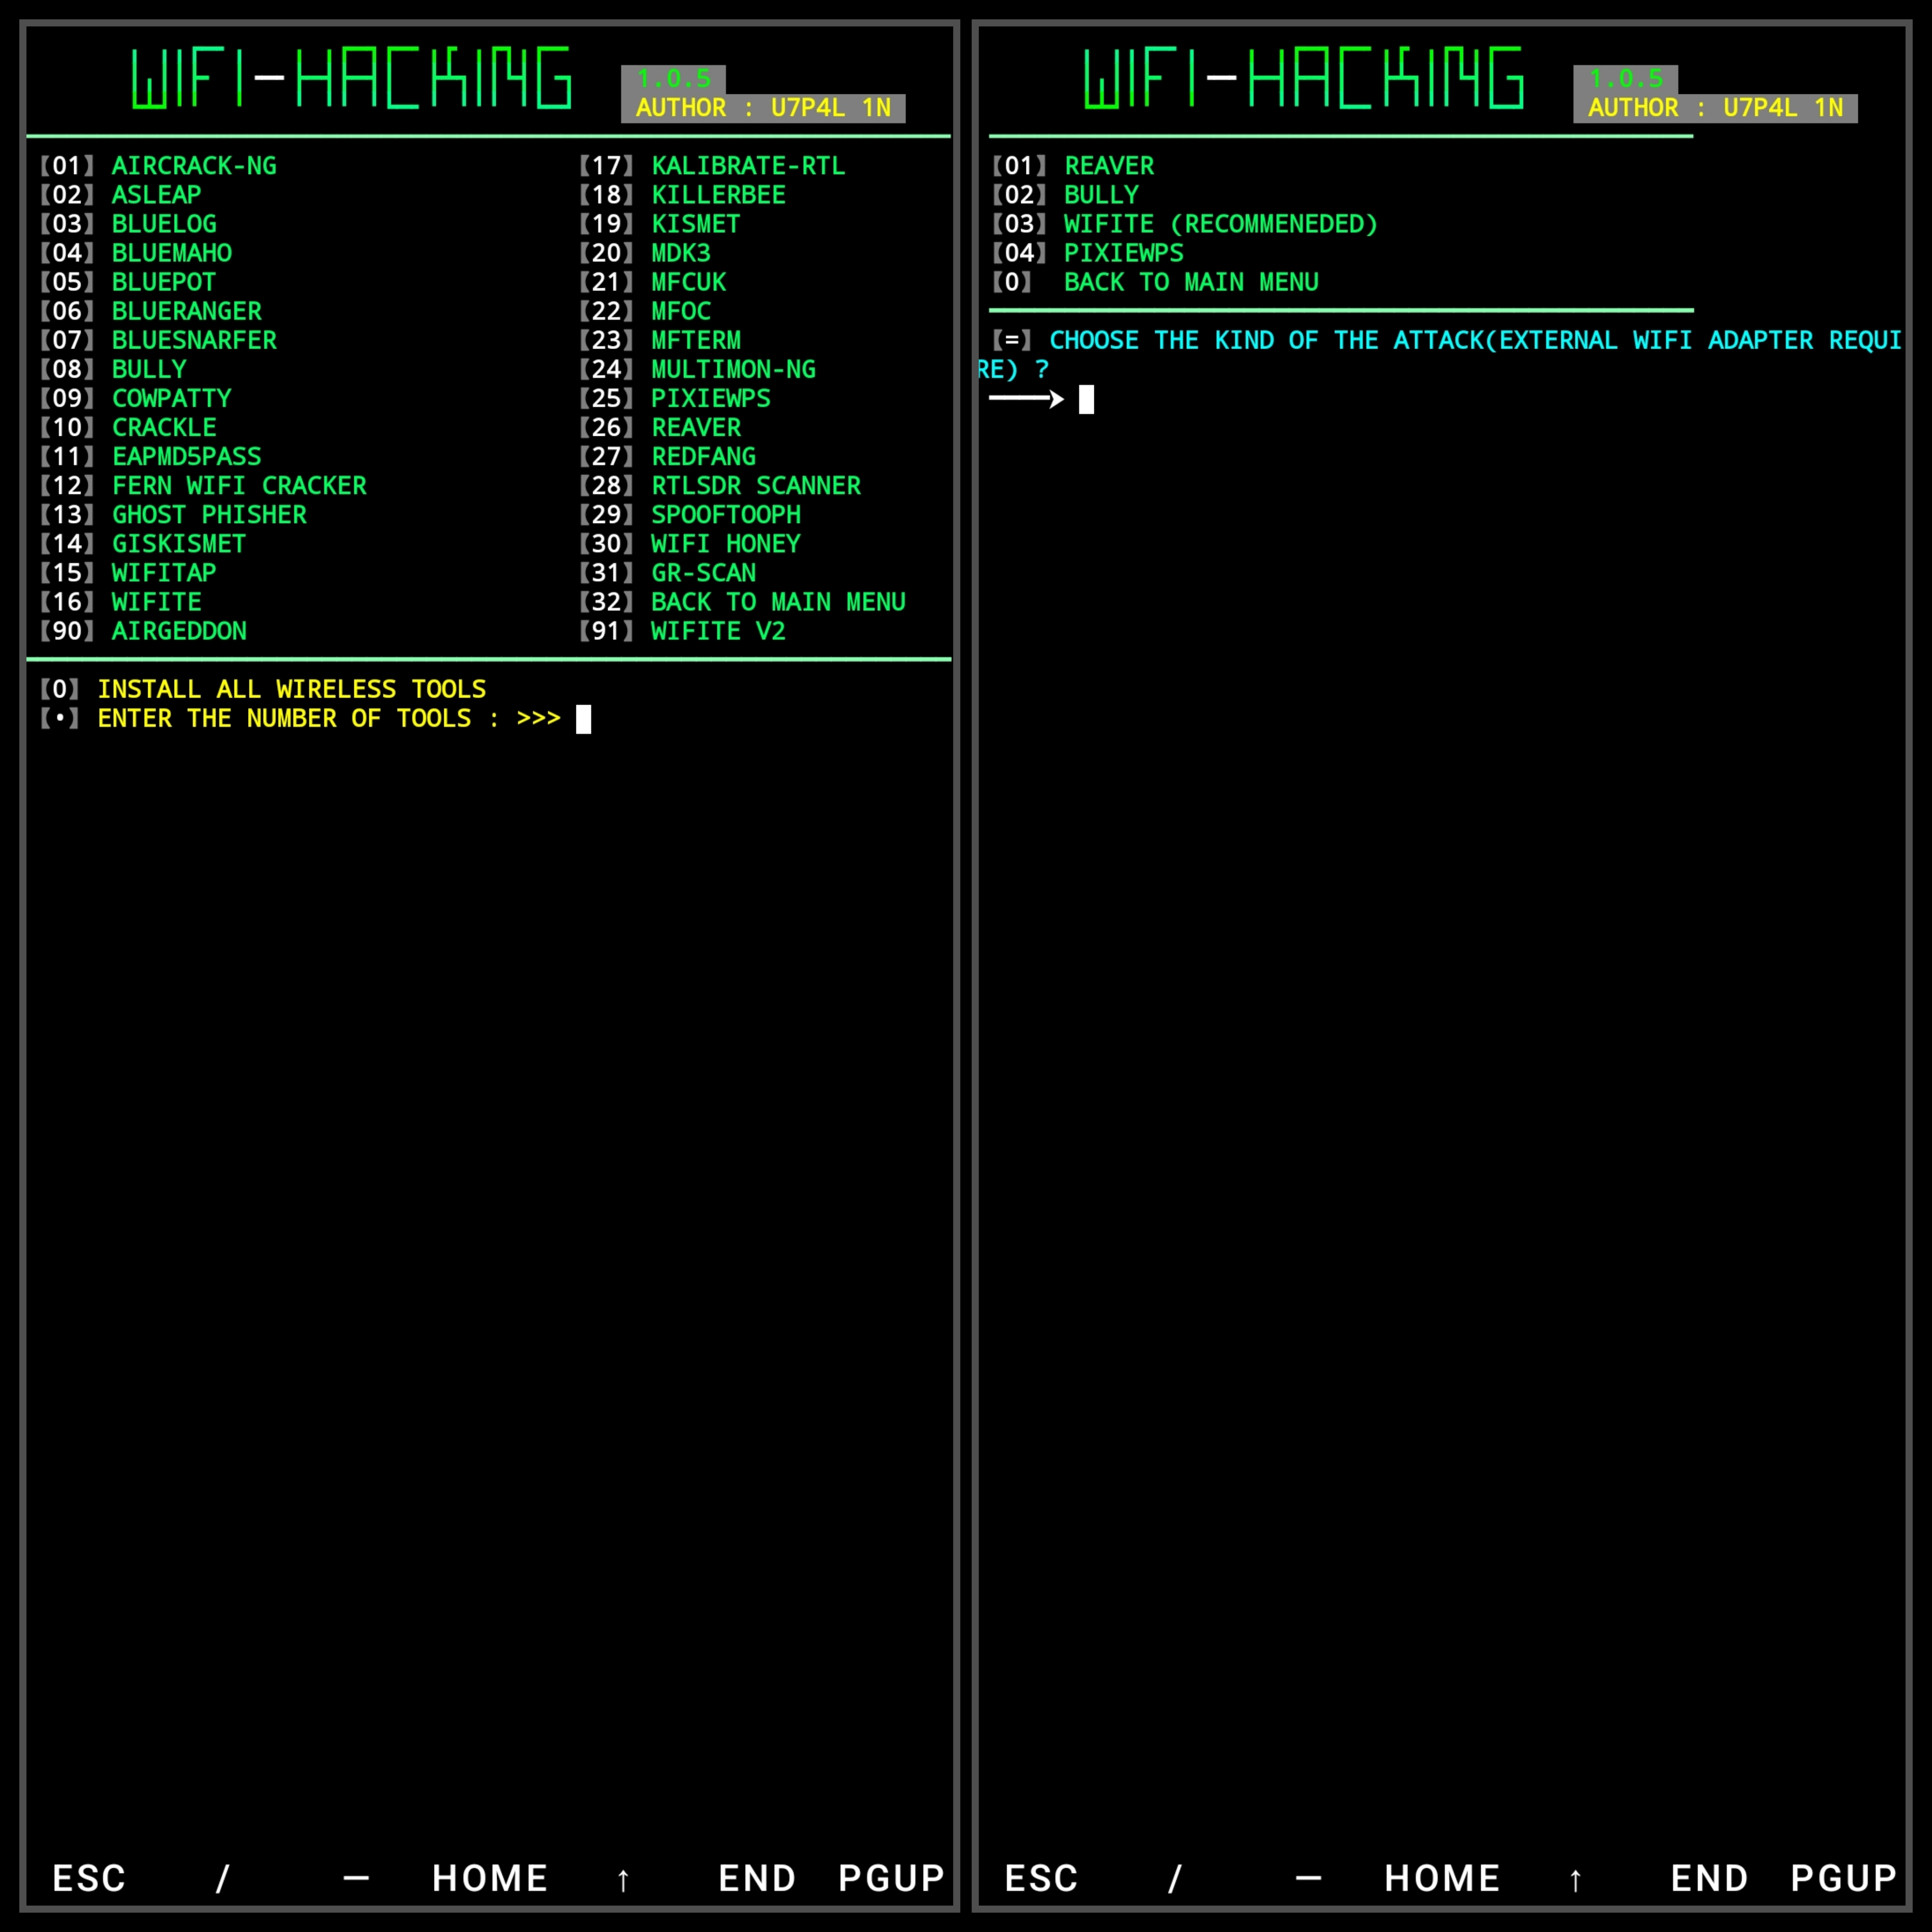 WIFI-HACKING
1.0.5
AUTHOR : U7P4L 1N
【01】 AIRCRACK-NG 【17】 KALIBRATE-RTL
【02】 ASLEAP 【18】 KILLERBEE
【03】 BLUELOG 【19】 KISMET
【04】 BLUEMAHO 【20】 MDK3
【05】 BLUEPOT 【21】 MFCUK
【06】 BLUERANGER 【22】 MFOC
【07】 BLUESNARFER 【23】 MFTERM
【08】 BULLY 【24】 MULTIMON-NG
【09】 COWPATTY 【25】 PIXIEWPS
【10】 CRACKLE 【26】 REAVER
【11】 EAPMD5PASS 【27】 REDFANG
【12】 FERN WIFI CRACKER 【28】 RTLSDR SCANNER
【13】 GHOST PHISHER 【29】 SPOOFTOOPH
【14】 GISKISMET 【30】 WIFI HONEY
【15】 WIFITAP 【31】 GR-SCAN
【16】 WIFITE 【32】 BACK TO MAIN MENU
【90】 AIRGEDDON 【91】 WIFITE V2
【0】 INSTALL ALL WIRELESS TOOLS
【•】 ENTER THE NUMBER OF TOOLS : >>>
ESC / — HOME ↑ END PGUP
WIFI-HACKING
1.0.5
AUTHOR : U7P4L 1N
【01】 REAVER
【02】 BULLY
【03】 WIFITE (RECOMMENEDED)
【04】 PIXIEWPS
【0】 BACK TO MAIN MENU
【=】 CHOOSE THE KIND OF THE ATTACK(EXTERNAL WIFI ADAPTER REQUI
RE) ?
ESC / — HOME ↑ END PGUP